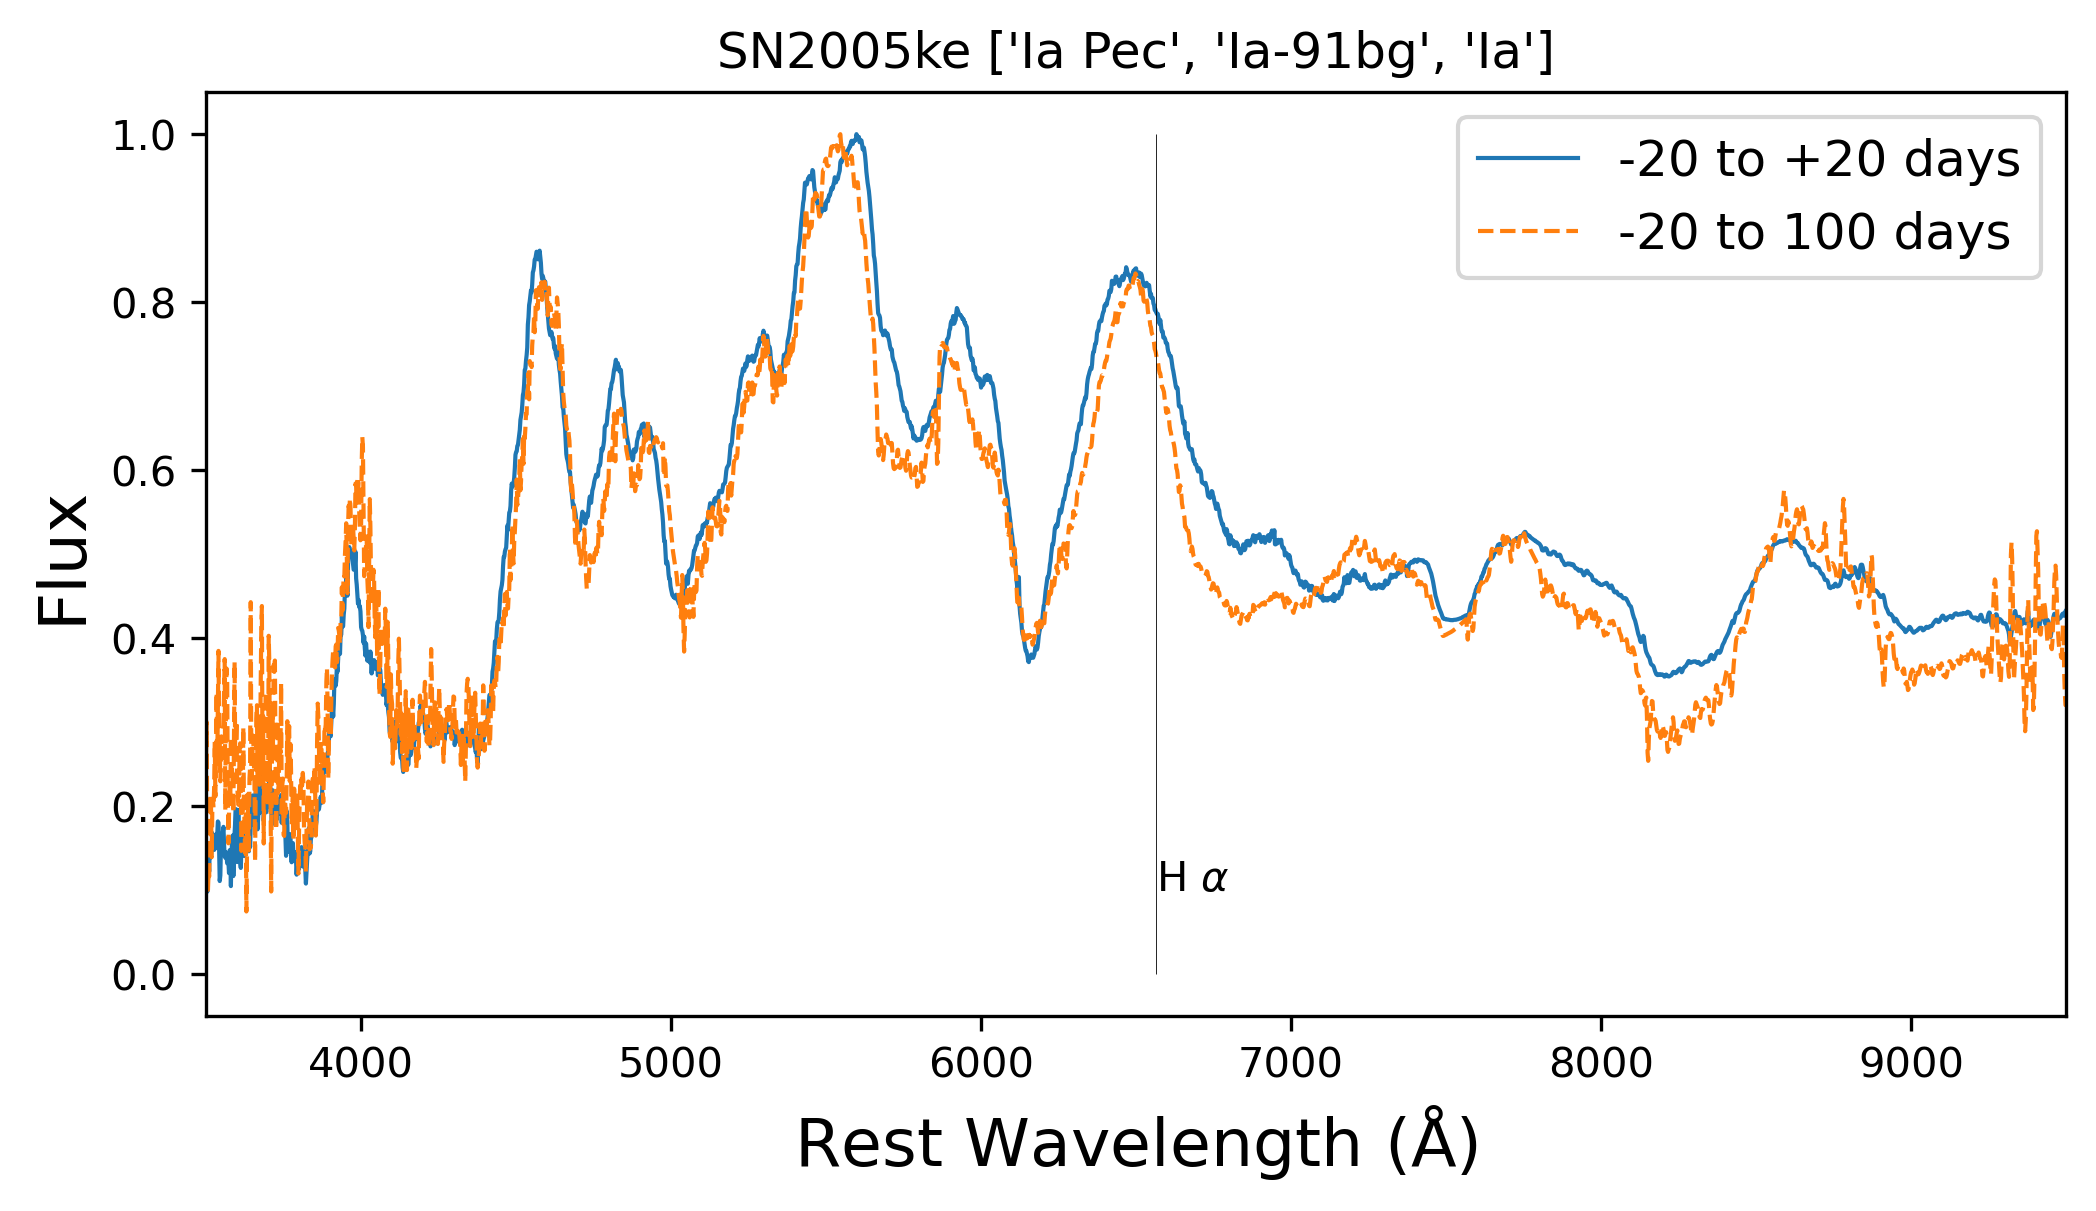 SN2005ke ['Ia Pec', 'Ia-91bg', 'Ia']
-20 to +20 days
-20 to 100 days
1.0
0.8
0.6
0.4
0.2
0.0
Flux
H α
4000 5000 6000 7000 8000 9000
Rest Wavelength (Å)